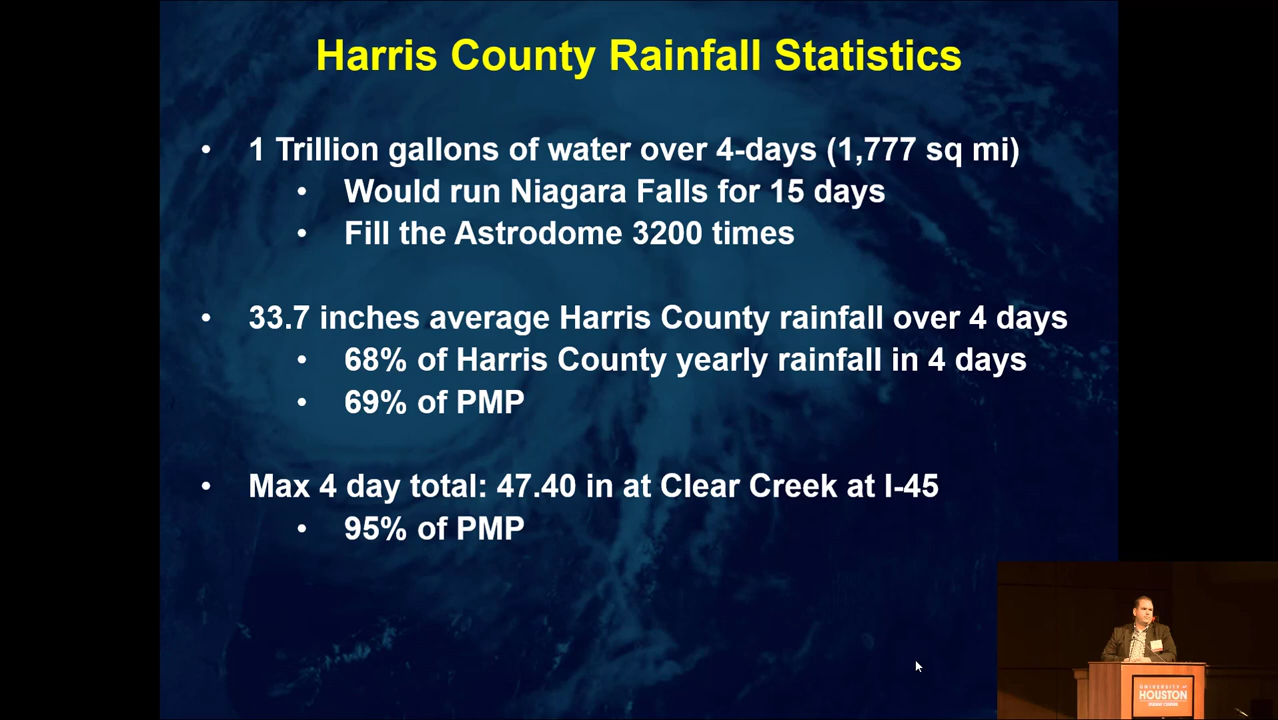 Harris County Rainfall Statistics
• 1 Trillion gallons of water over 4-days (1,777 sq mi)
• Would run Niagara Falls for 15 days
• Fill the Astrodome 3200 times
• 33.7 inches average Harris County rainfall over 4 days
• 68% of Harris County yearly rainfall in 4 days
• 69% of PMP
• Max 4 day total: 47.40 in at Clear Creek at I-45
• 95% of PMP
UNIVERSITY of
HOUSTON